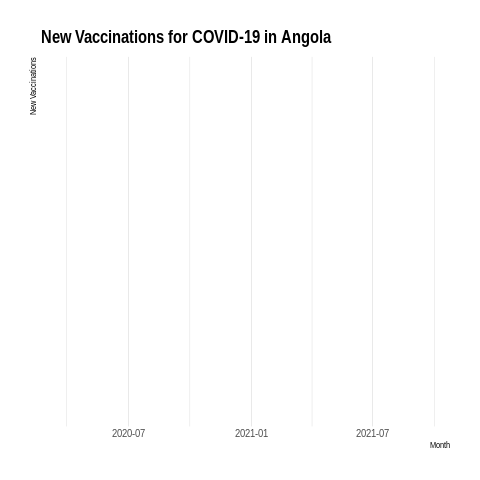 New Vaccinations for COVID-19 in Angola
New Vaccinations
2020-07
2021-01
2021-07
Month